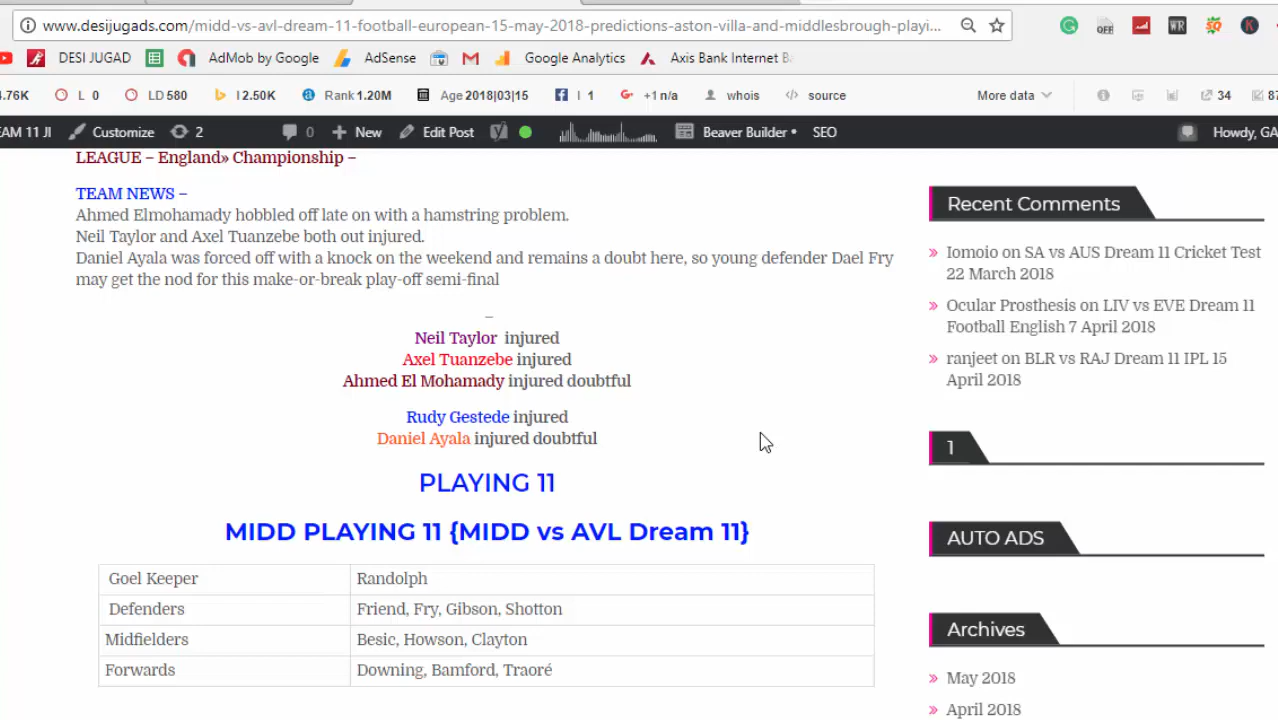 www.desijugads.com/midd-vs-avl-dream-11-football-european-15-may-2018-predictions-aston-villa-and-middlesbrough-playi...
OFF WR SO K
DESI JUGAD AdMob by Google AdSense Google Analytics Axis Bank Internet B
4.76K L 0 LD 580 I 2.50K Rank 1.20M Age 2018|03|15 I 1 +1 n/a whois source More data 34 87
EAM 11 JI Customize 2 0 New Edit Post Beaver Builder SEO Howdy, GA
LEAGUE – England» Championship –
TEAM NEWS –
Ahmed Elmohamady hobbled off late on with a hamstring problem.
Neil Taylor and Axel Tuanzebe both out injured.
Daniel Ayala was forced off with a knock on the weekend and remains a doubt here, so young defender Dael Fry
may get the nod for this make-or-break play-off semi-final
–
Neil Taylor injured
Axel Tuanzebe injured
Ahmed El Mohamady injured doubtful
Rudy Gestede injured
Daniel Ayala injured doubtful
PLAYING 11
MIDD PLAYING 11 {MIDD vs AVL Dream 11}
Goel Keeper Randolph
Defenders Friend, Fry, Gibson, Shotton
Midfielders Besic, Howson, Clayton
Forwards Downing, Bamford, Traoré
Recent Comments
» Iomoio on SA vs AUS Dream 11 Cricket Test
22 March 2018
» Ocular Prosthesis on LIV vs EVE Dream 11
Football English 7 April 2018
» ranjeet on BLR vs RAJ Dream 11 IPL 15
April 2018
1
AUTO ADS
Archives
» May 2018
» April 2018